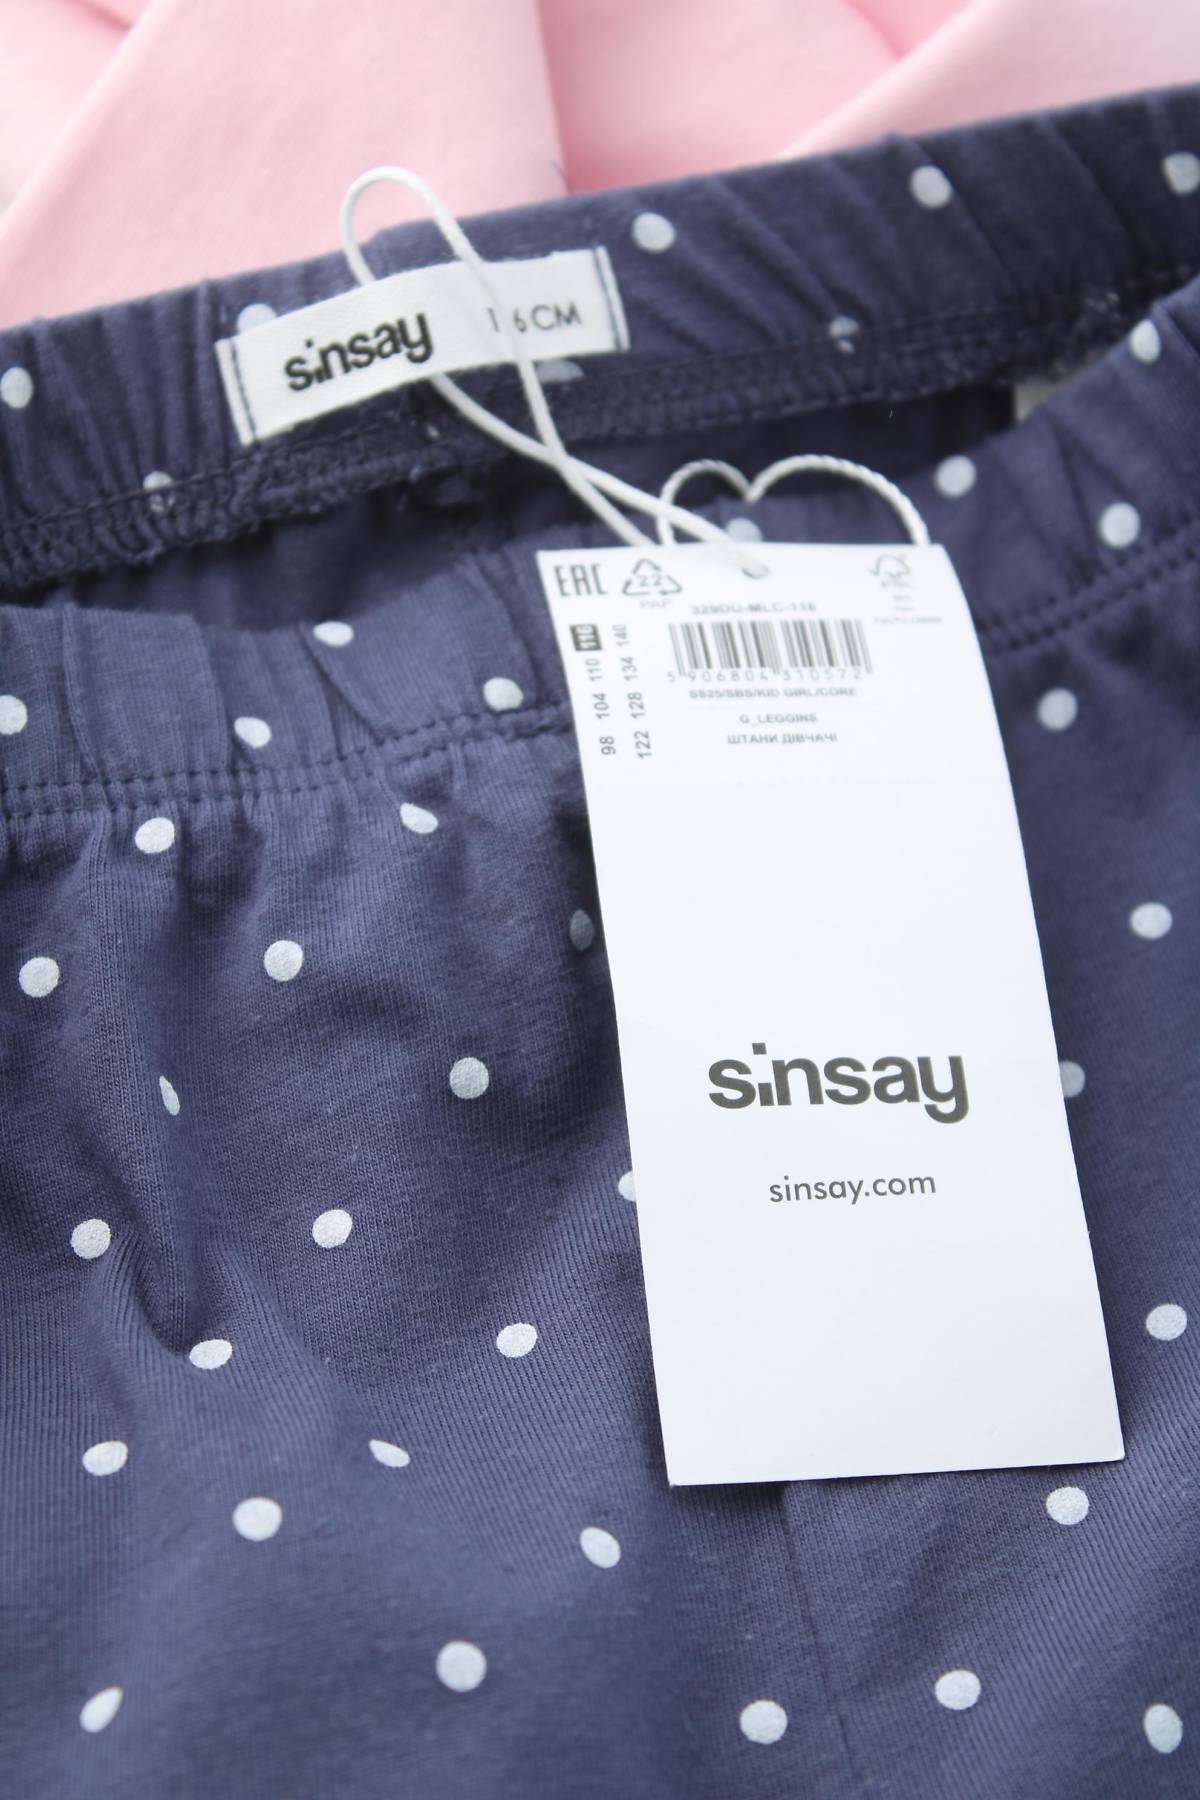 sinsay
6 CM
EAC
22
PAP
329DU-MLC-116
5 906804 310572
SS25/SBS/KID GIRL/CORE
G_LEGGINS
ШТАНИ ДІВЧАЧІ
98 104 110 116
122 128 134 140
sinsay
sinsay.com